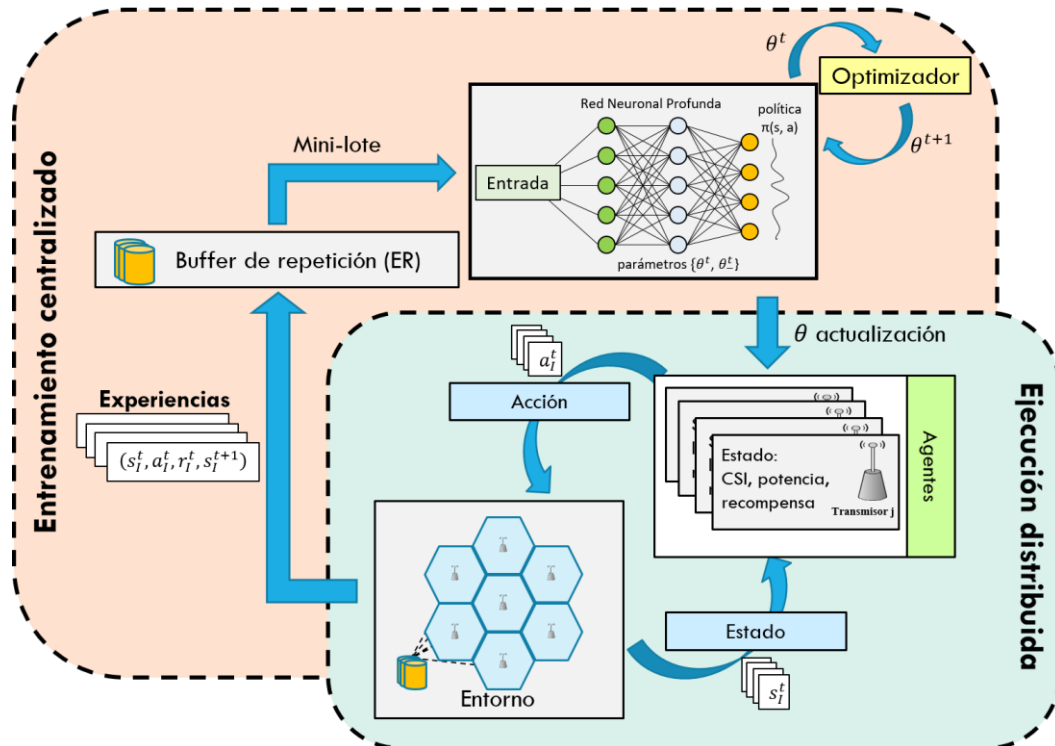 Entrenamiento centralizado
θ^t
Optimizador
θ^{t+1}
Red Neuronal Profunda
política
π(s, a)
Mini-lote
Entrada
Buffer de repetición (ER)
parámetros {θ^t, θ_-^t}
θ actualización
Experiencias
(s_I^t, a_I^t, r_I^t, s_I^{t+1})
a_I^t
Acción
Estado:
CSI, potencia,
recompensa
Transmisor j
Agentes
Ejecución distribuida
Estado
s_I^t
Entorno